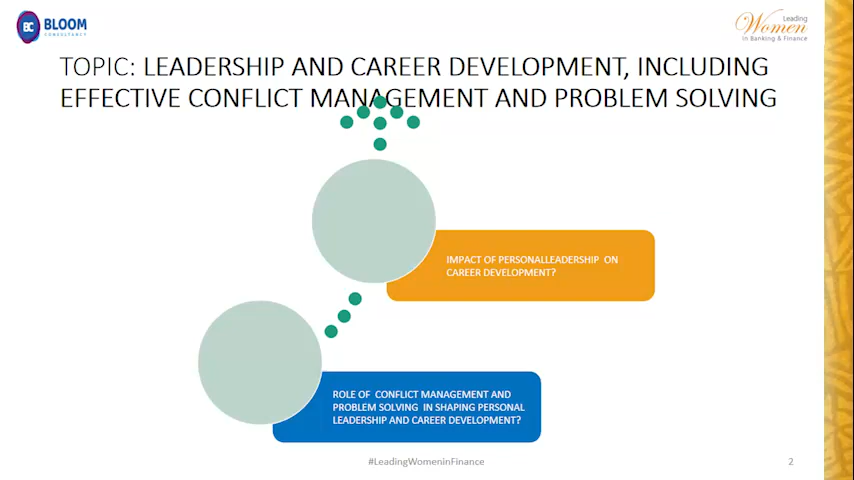 BC BLOOM
CONSULTANCY
Leading
Women
in Banking & Finance
TOPIC: LEADERSHIP AND CAREER DEVELOPMENT, INCLUDING
EFFECTIVE CONFLICT MANAGEMENT AND PROBLEM SOLVING
IMPACT OF PERSONALLEADERSHIP ON
CAREER DEVELOPMENT?
ROLE OF CONFLICT MANAGEMENT AND
PROBLEM SOLVING IN SHAPING PERSONAL
LEADERSHIP AND CAREER DEVELOPMENT?
#LeadingWomeninFinance
2